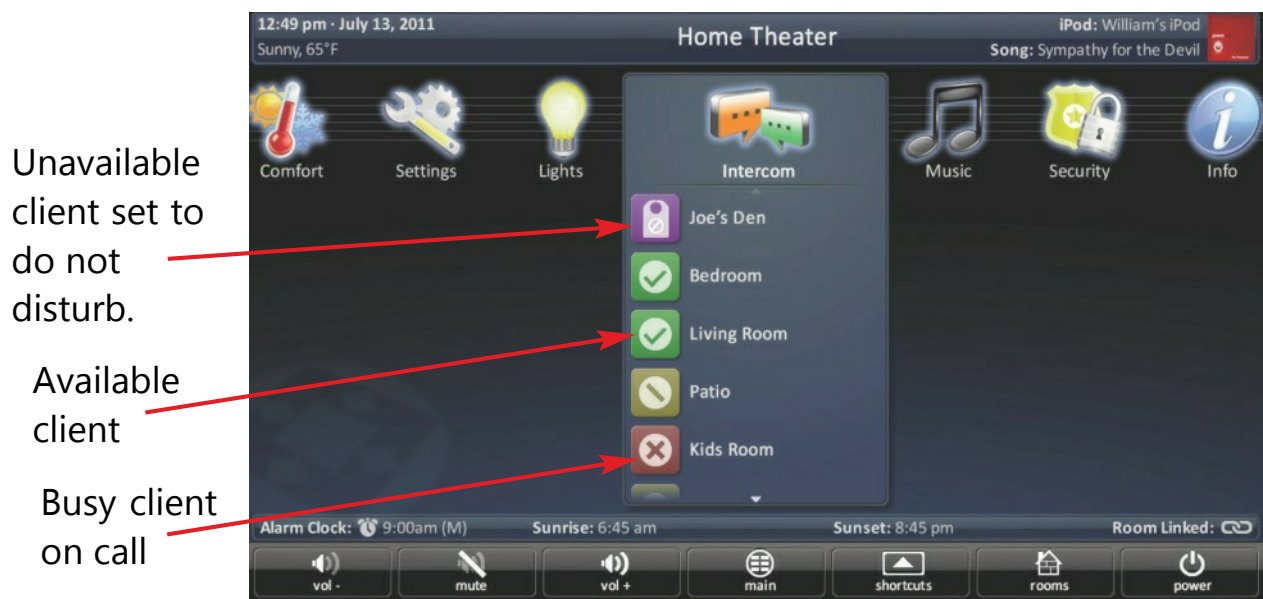 12:49 pm · July 13, 2011
Sunny, 65°F
Home Theater
iPod: William's iPod
Song: Sympathy for the Devil
Comfort
Settings
Lights
Intercom
Music
Security
Info
Unavailable
client set to
do not
disturb.
Available
client
Busy client
on call
Joe's Den
Bedroom
Living Room
Patio
Kids Room
Alarm Clock: 9:00am (M)
Sunrise: 6:45 am
Sunset: 8:45 pm
Room Linked:
vol -
mute
vol +
main
shortcuts
rooms
power